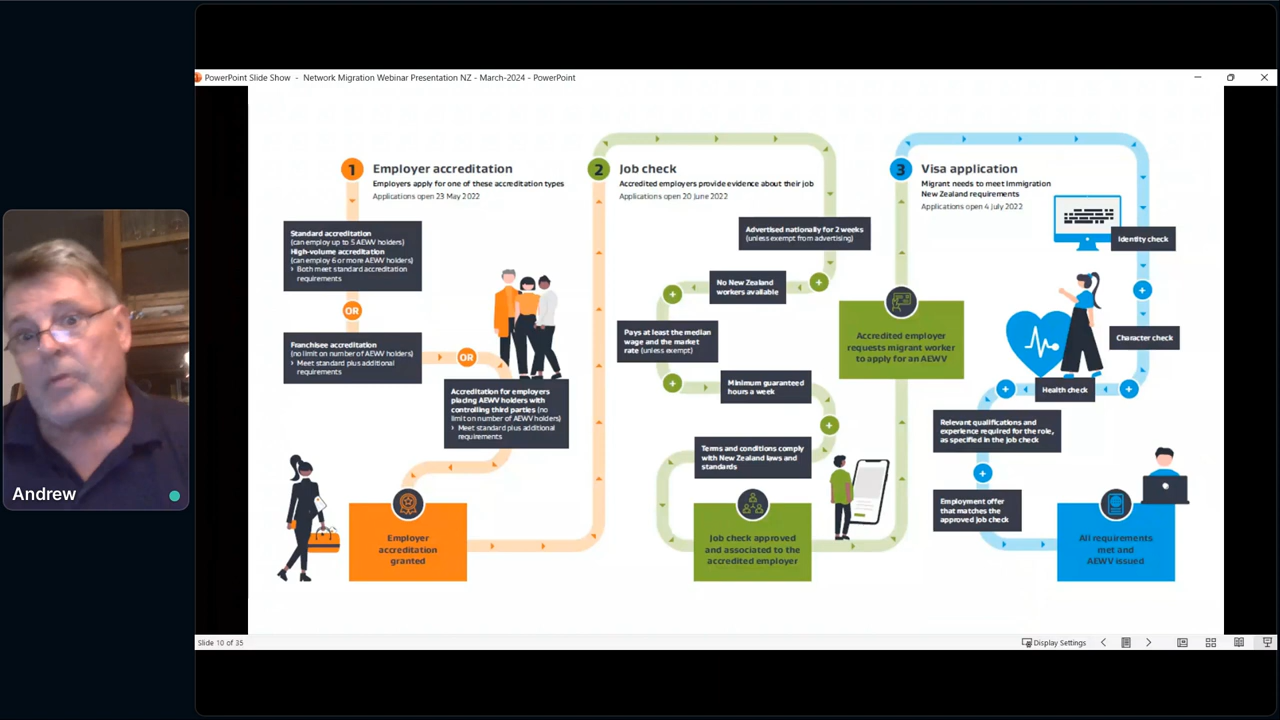 PowerPoint Slide Show - Network Migration Webinar Presentation NZ - March-2024 - PowerPoint
1
Employer accreditation
Employers apply for one of these accreditation types
Applications open 23 May 2022
Standard accreditation
(can employ up to 5 AEWV holders)
High-volume accreditation
(can employ 6 or more AEWV holders)
› Both meet standard accreditation
requirements
OR
Franchisee accreditation
(no limit on number of AEWV holders)
› Meet standard plus additional
requirements
OR
Accreditation for employers
placing AEWV holders with
controlling third parties (no
limit on number of AEWV holders)
› Meet standard plus additional
requirements
Employer
accreditation
granted
2
Job check
Accredited employers provide evidence about their job
Applications open 20 June 2022
Advertised nationally for 2 weeks
(unless exempt from advertising)
No New Zealand
workers available
Pays at least the median
wage and the market
rate (unless exempt)
Minimum guaranteed
hours a week
Terms and conditions comply
with New Zealand laws and
standards
Job check approved
and associated to the
accredited employer
Accredited employer
requests migrant worker
to apply for an AEWV
3
Visa application
Migrant needs to meet Immigration
New Zealand requirements
Applications open 4 July 2022
Identity check
Character check
Health check
Relevant qualifications and
experience required for the role,
as specified in the job check
Employment offer
that matches the
approved job check
All requirements
met and
AEWV issued
Andrew
Slide 10 of 35
Display Settings